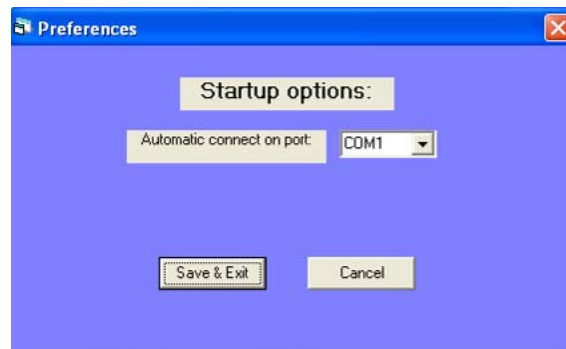 Preferences
Startup options:
Automatic connect on port:
COM1
Save & Exit
Cancel